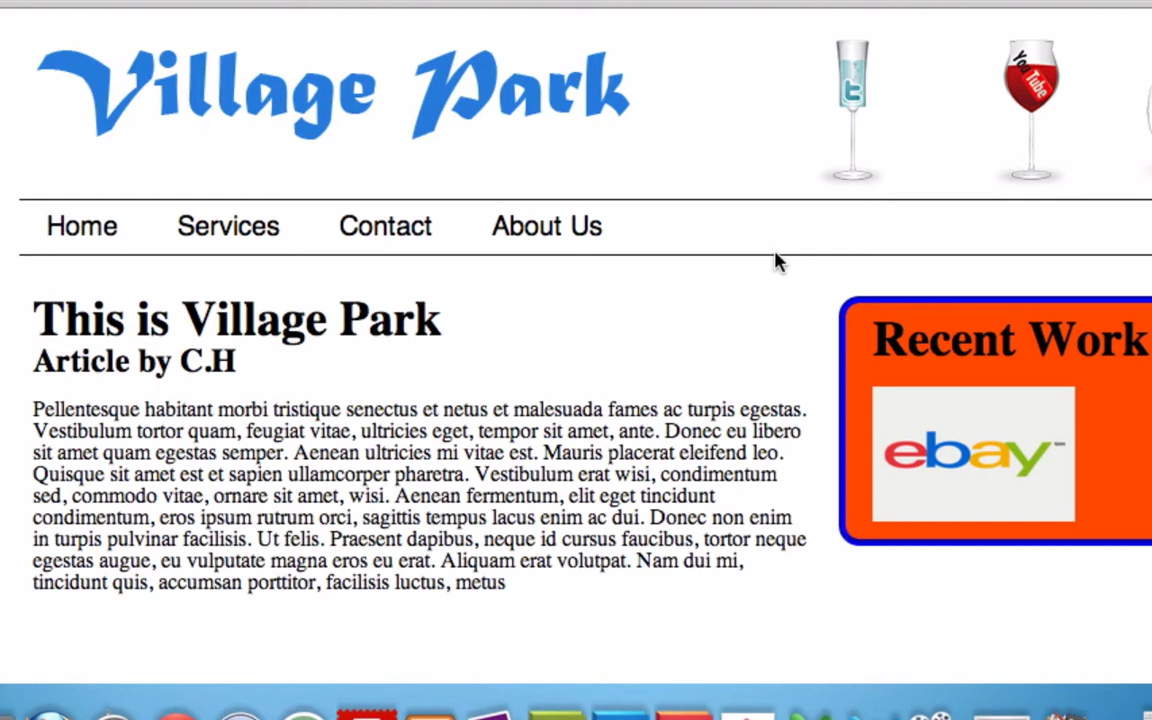 Village Park
t
You Tube
Home Services Contact About Us
This is Village Park
Article by C.H
Pellentesque habitant morbi tristique senectus et netus et malesuada fames ac turpis egestas.
Vestibulum tortor quam, feugiat vitae, ultricies eget, tempor sit amet, ante. Donec eu libero
sit amet quam egestas semper. Aenean ultricies mi vitae est. Mauris placerat eleifend leo.
Quisque sit amet est et sapien ullamcorper pharetra. Vestibulum erat wisi, condimentum
sed, commodo vitae, ornare sit amet, wisi. Aenean fermentum, elit eget tincidunt
condimentum, eros ipsum rutrum orci, sagittis tempus lacus enim ac dui. Donec non enim
in turpis pulvinar facilisis. Ut felis. Praesent dapibus, neque id cursus faucibus, tortor neque
egestas augue, eu vulputate magna eros eu erat. Aliquam erat volutpat. Nam dui mi,
tincidunt quis, accumsan porttitor, facilisis luctus, metus
Recent Work
ebay™